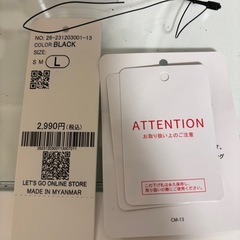 NO: 26-231203001-13
COLOR: BLACK
SIZE:
S M L
2,990円(税込)
LET'S GO ONLINE STORE
MADE IN MYANMAR
ATTENTION
お取り扱い上のご注意
CM-13